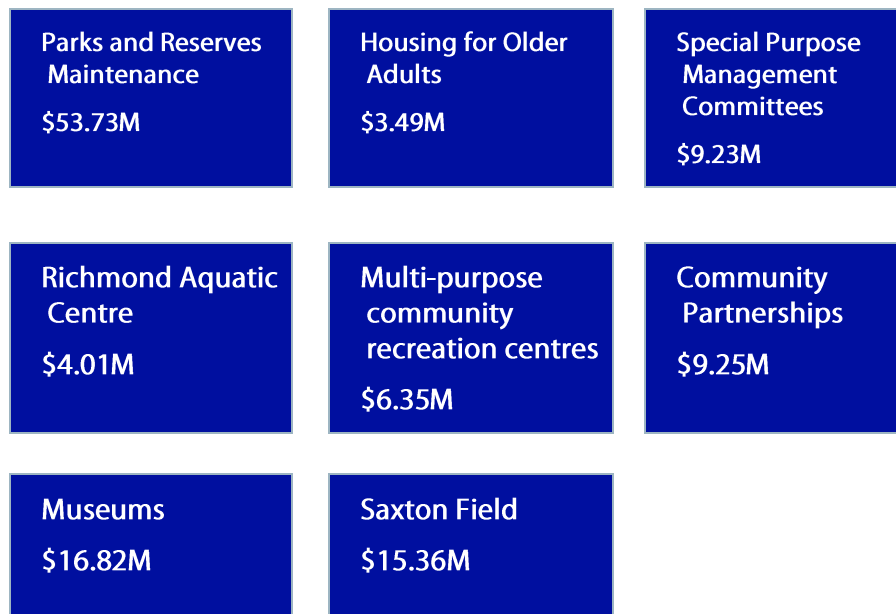 Parks and Reserves
Maintenance
$53.73M
Housing for Older
Adults
$3.49M
Special Purpose
Management
Committees
$9.23M
Richmond Aquatic
Centre
$4.01M
Multi-purpose
community
recreation centres
$6.35M
Community
Partnerships
$9.25M
Museums
$16.82M
Saxton Field
$15.36M